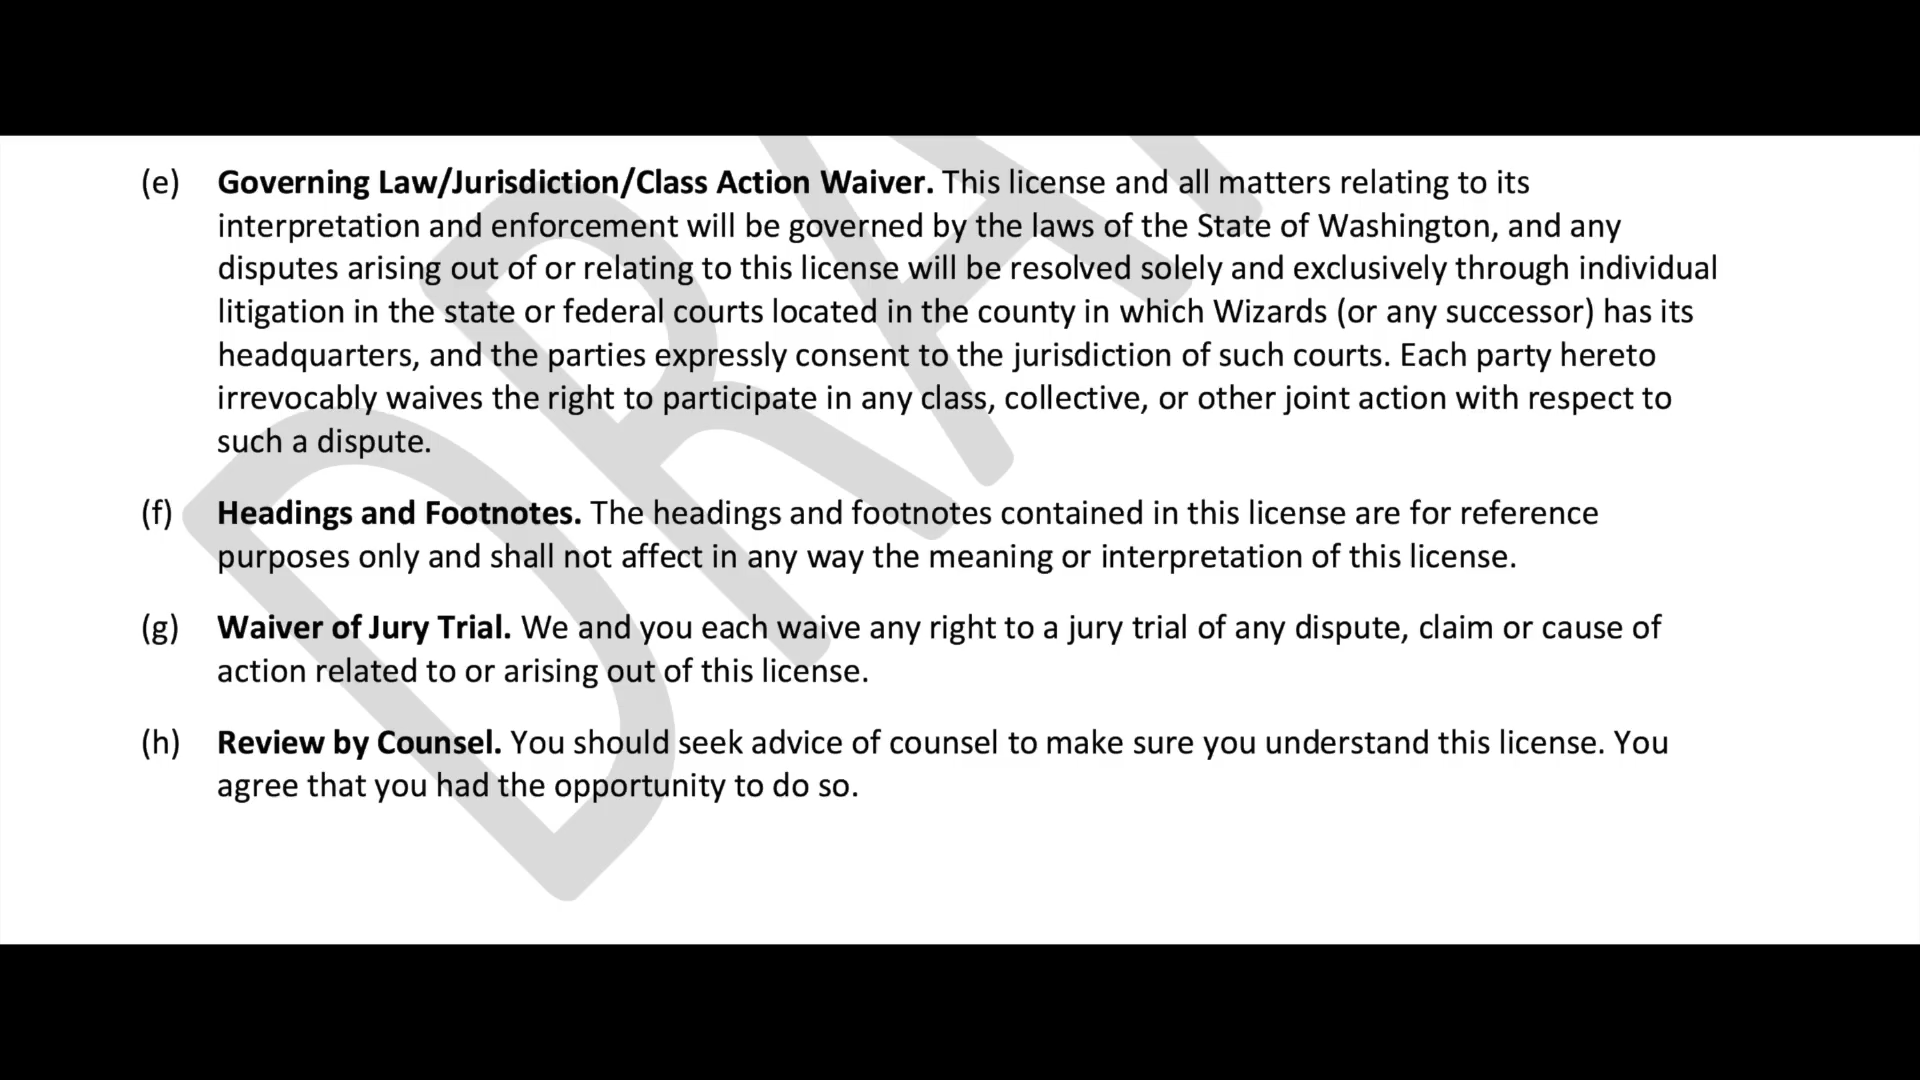 (e) Governing Law/Jurisdiction/Class Action Waiver. This license and all matters relating to its
interpretation and enforcement will be governed by the laws of the State of Washington, and any
disputes arising out of or relating to this license will be resolved solely and exclusively through individual
litigation in the state or federal courts located in the county in which Wizards (or any successor) has its
headquarters, and the parties expressly consent to the jurisdiction of such courts. Each party hereto
irrevocably waives the right to participate in any class, collective, or other joint action with respect to
such a dispute.
(f) Headings and Footnotes. The headings and footnotes contained in this license are for reference
purposes only and shall not affect in any way the meaning or interpretation of this license.
(g) Waiver of Jury Trial. We and you each waive any right to a jury trial of any dispute, claim or cause of
action related to or arising out of this license.
(h) Review by Counsel. You should seek advice of counsel to make sure you understand this license. You
agree that you had the opportunity to do so.
DRA